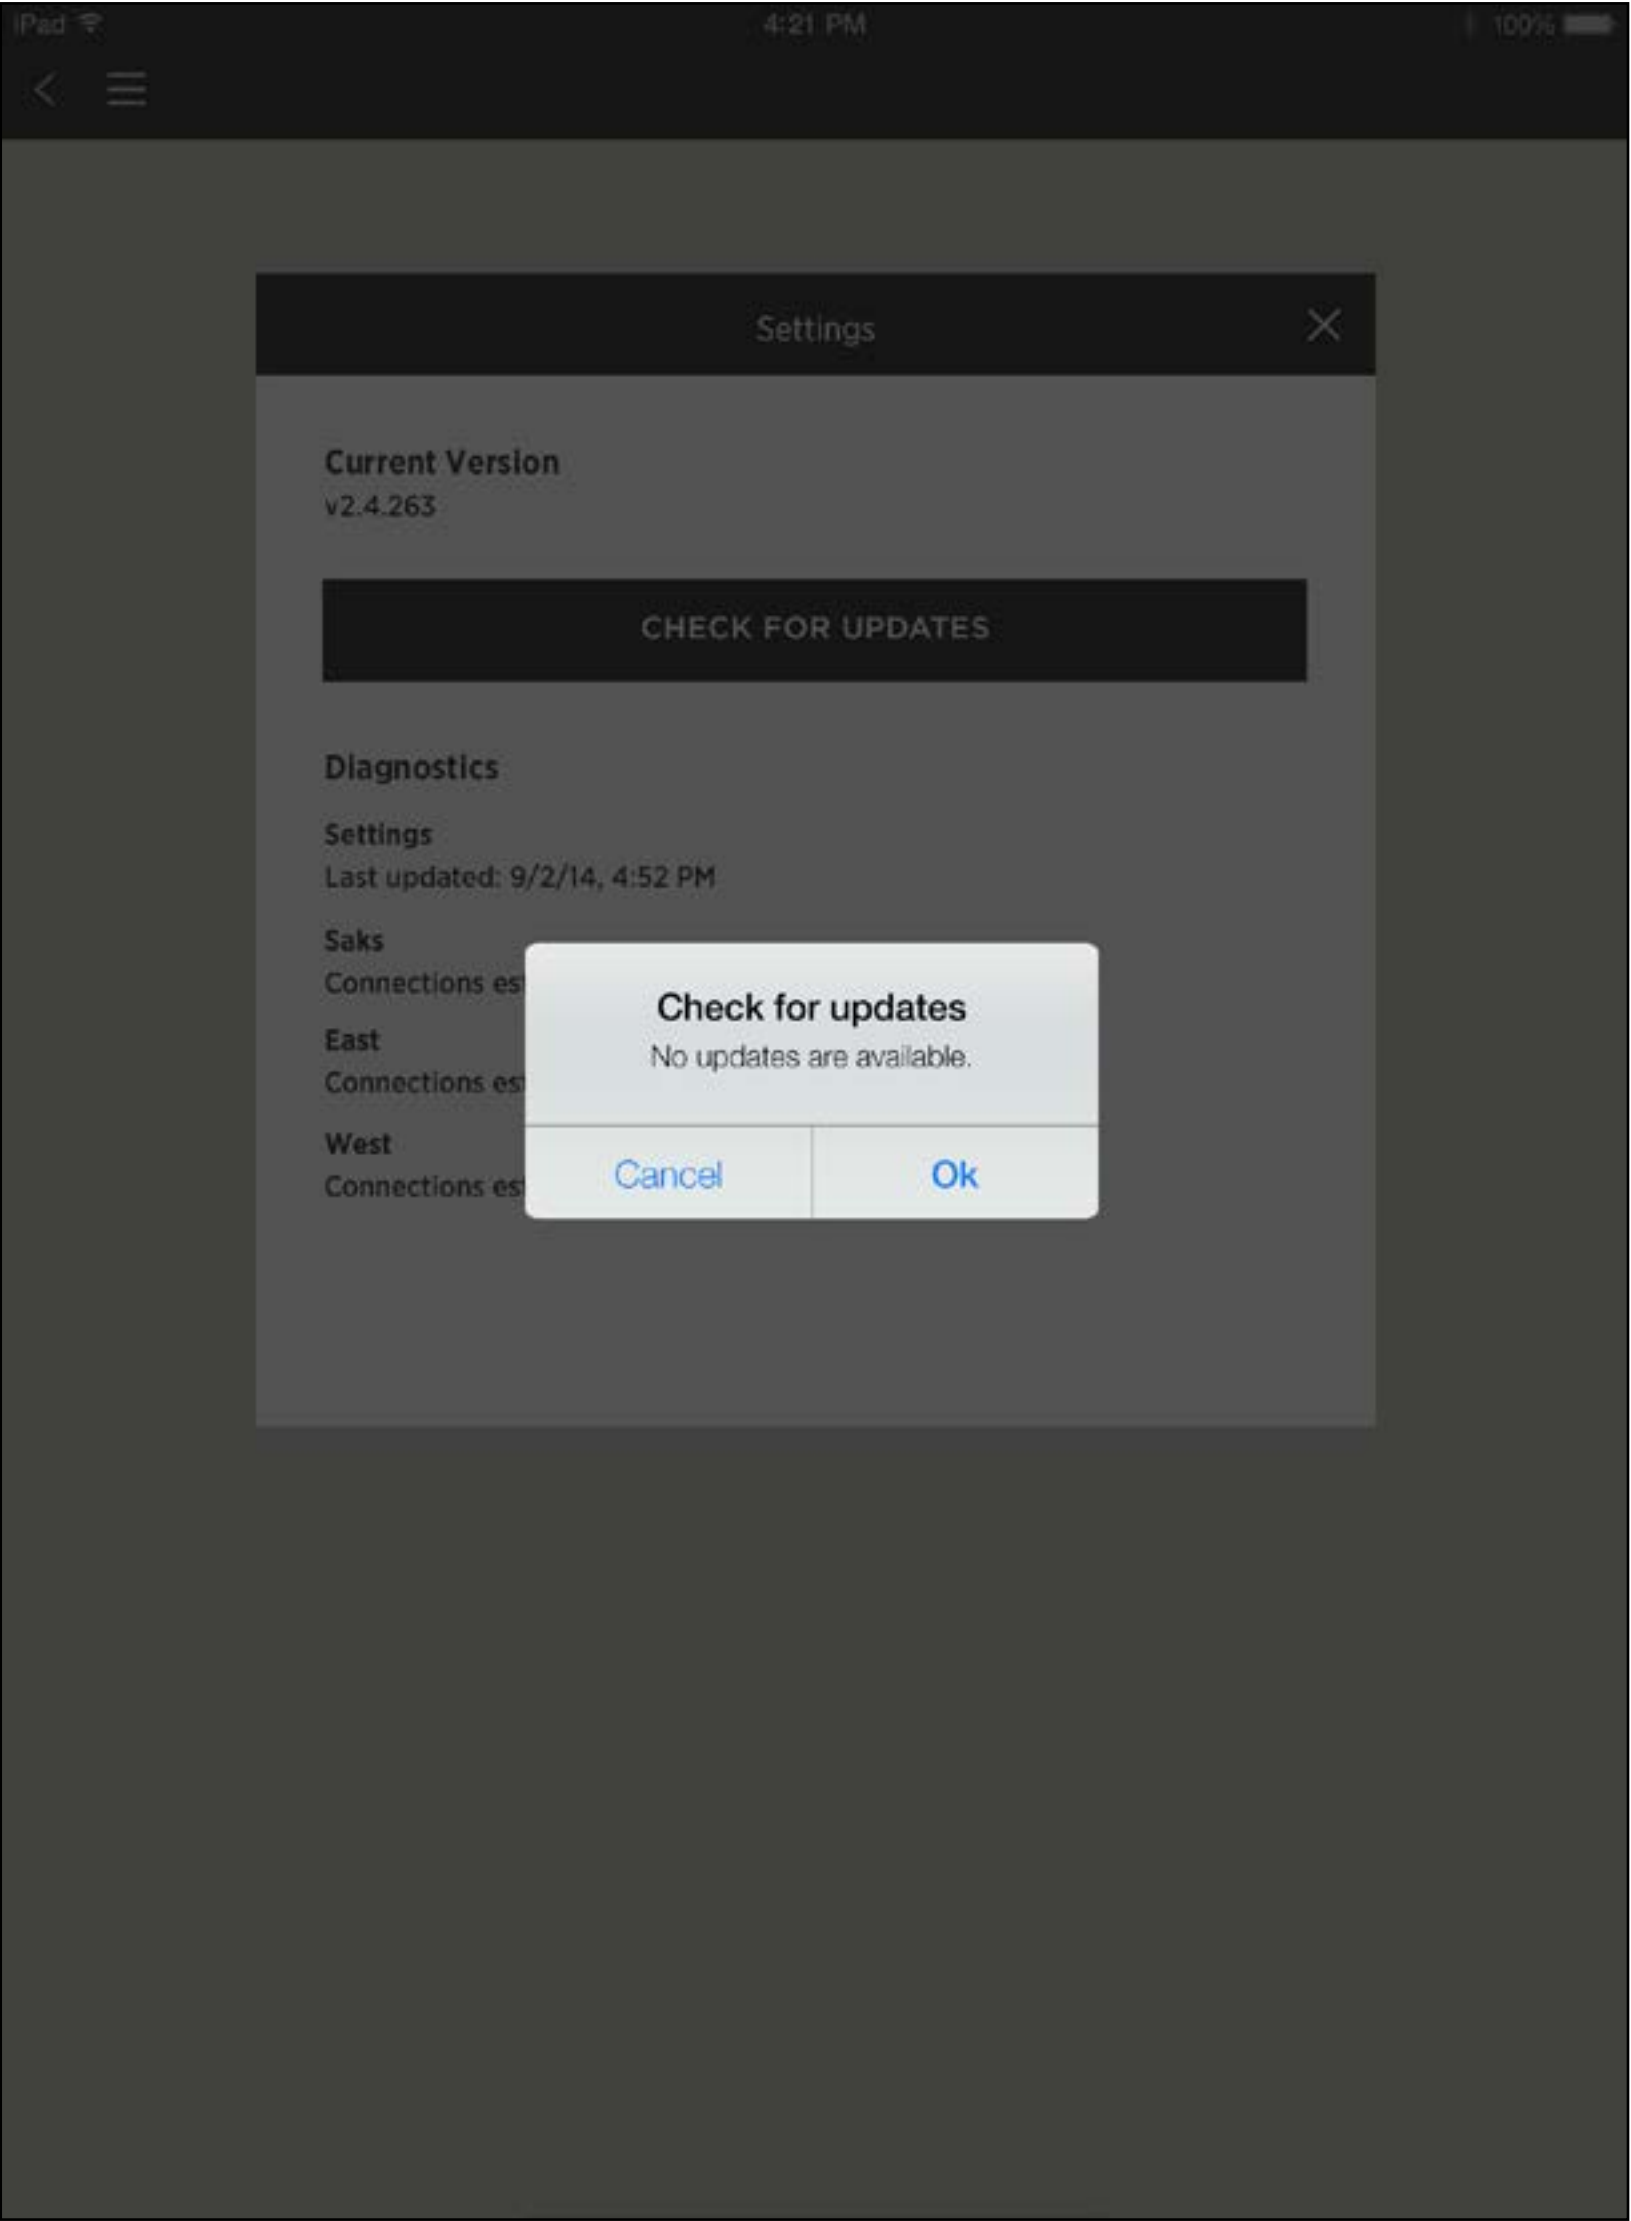 iPad
4:21 PM
100%
Settings
Current Version
v2.4.263
CHECK FOR UPDATES
Diagnostics
Settings
Last updated: 9/2/14, 4:52 PM
Saks
Connections es
East
Connections es
West
Connections es
Check for updates
No updates are available.
Cancel
Ok